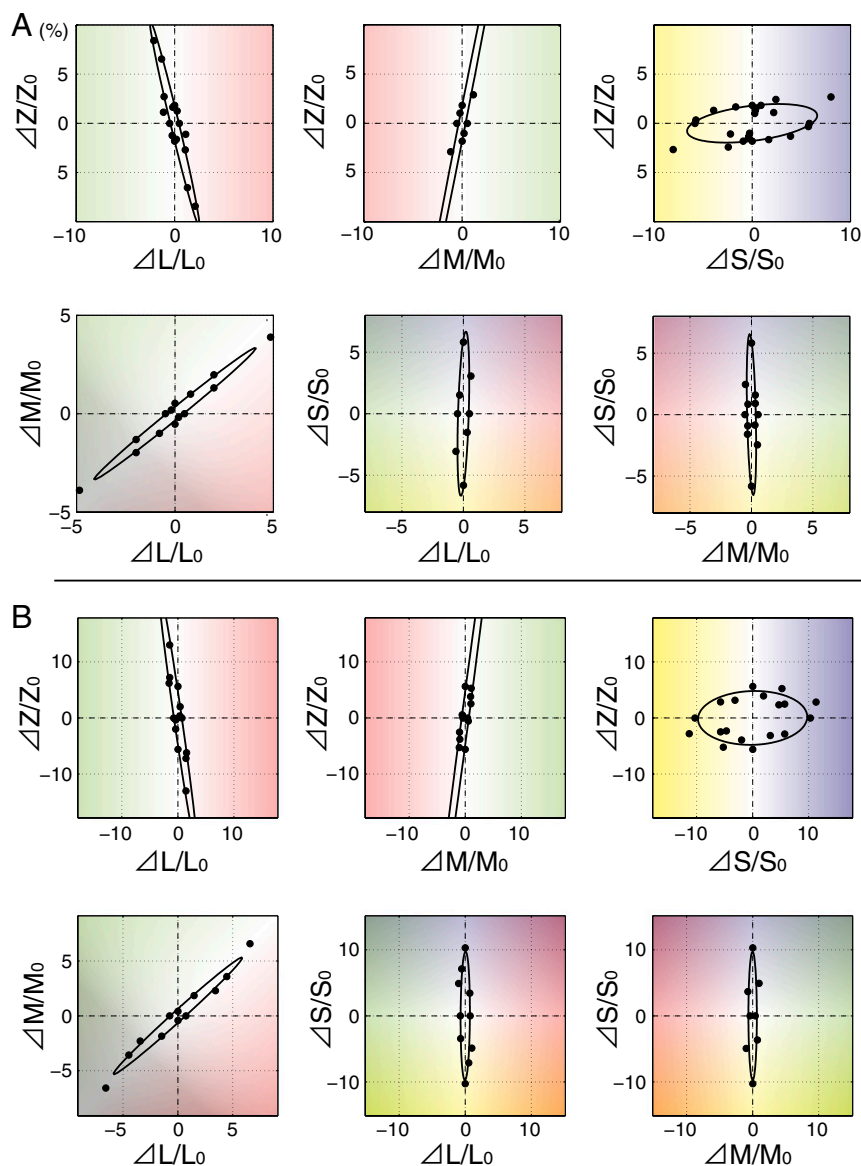 A (%)
⊿Z/Z0 ⊿Z/Z0 ⊿Z/Z0
5 5 5
0 0 0
5 5 5
−10 0 10 −10 0 10 −10 0 10
⊿L/L0 ⊿M/M0 ⊿S/S0
⊿M/M0 ⊿S/S0 ⊿S/S0
5 5 5
0 0 0
−5 −5 −5
−5 0 5 −5 0 5 −5 0 5
⊿L/L0 ⊿L/L0 ⊿M/M0
B
⊿Z/Z0 ⊿Z/Z0 ⊿Z/Z0
10 10 10
0 0 0
−10 −10 −10
−10 0 10 −10 0 10 −10 0 10
⊿L/L0 ⊿M/M0 ⊿S/S0
⊿M/M0 ⊿S/S0 ⊿S/S0
5 10 10
0 0 0
−5 −10 −10
−5 0 5 −10 0 10 −10 0 10
⊿L/L0 ⊿L/L0 ⊿M/M0